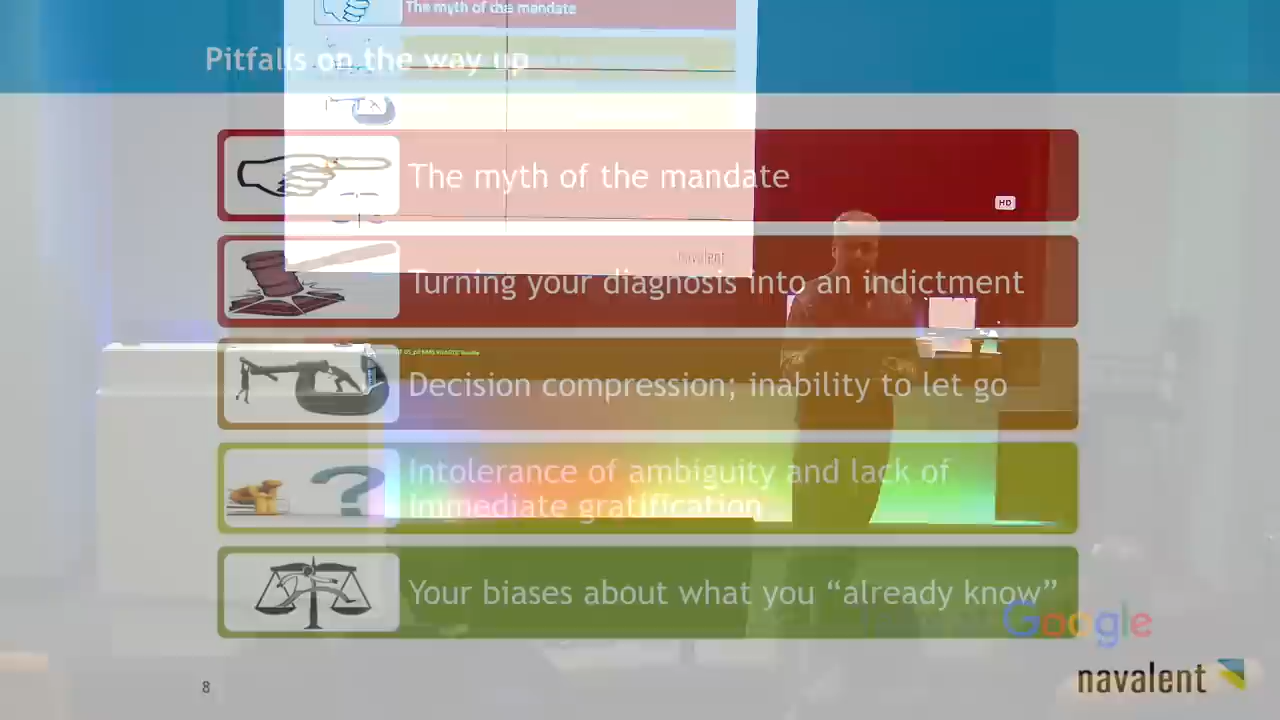 The myth of the mandate
Pitfalls on the way up
The myth of the mandate
HD
navalent
Turning your diagnosis into an indictment
Decision compression; inability to let go
Intolerance of ambiguity and lack of
Immediate gratification
Your biases about what you “already know”
Google
navalent
8